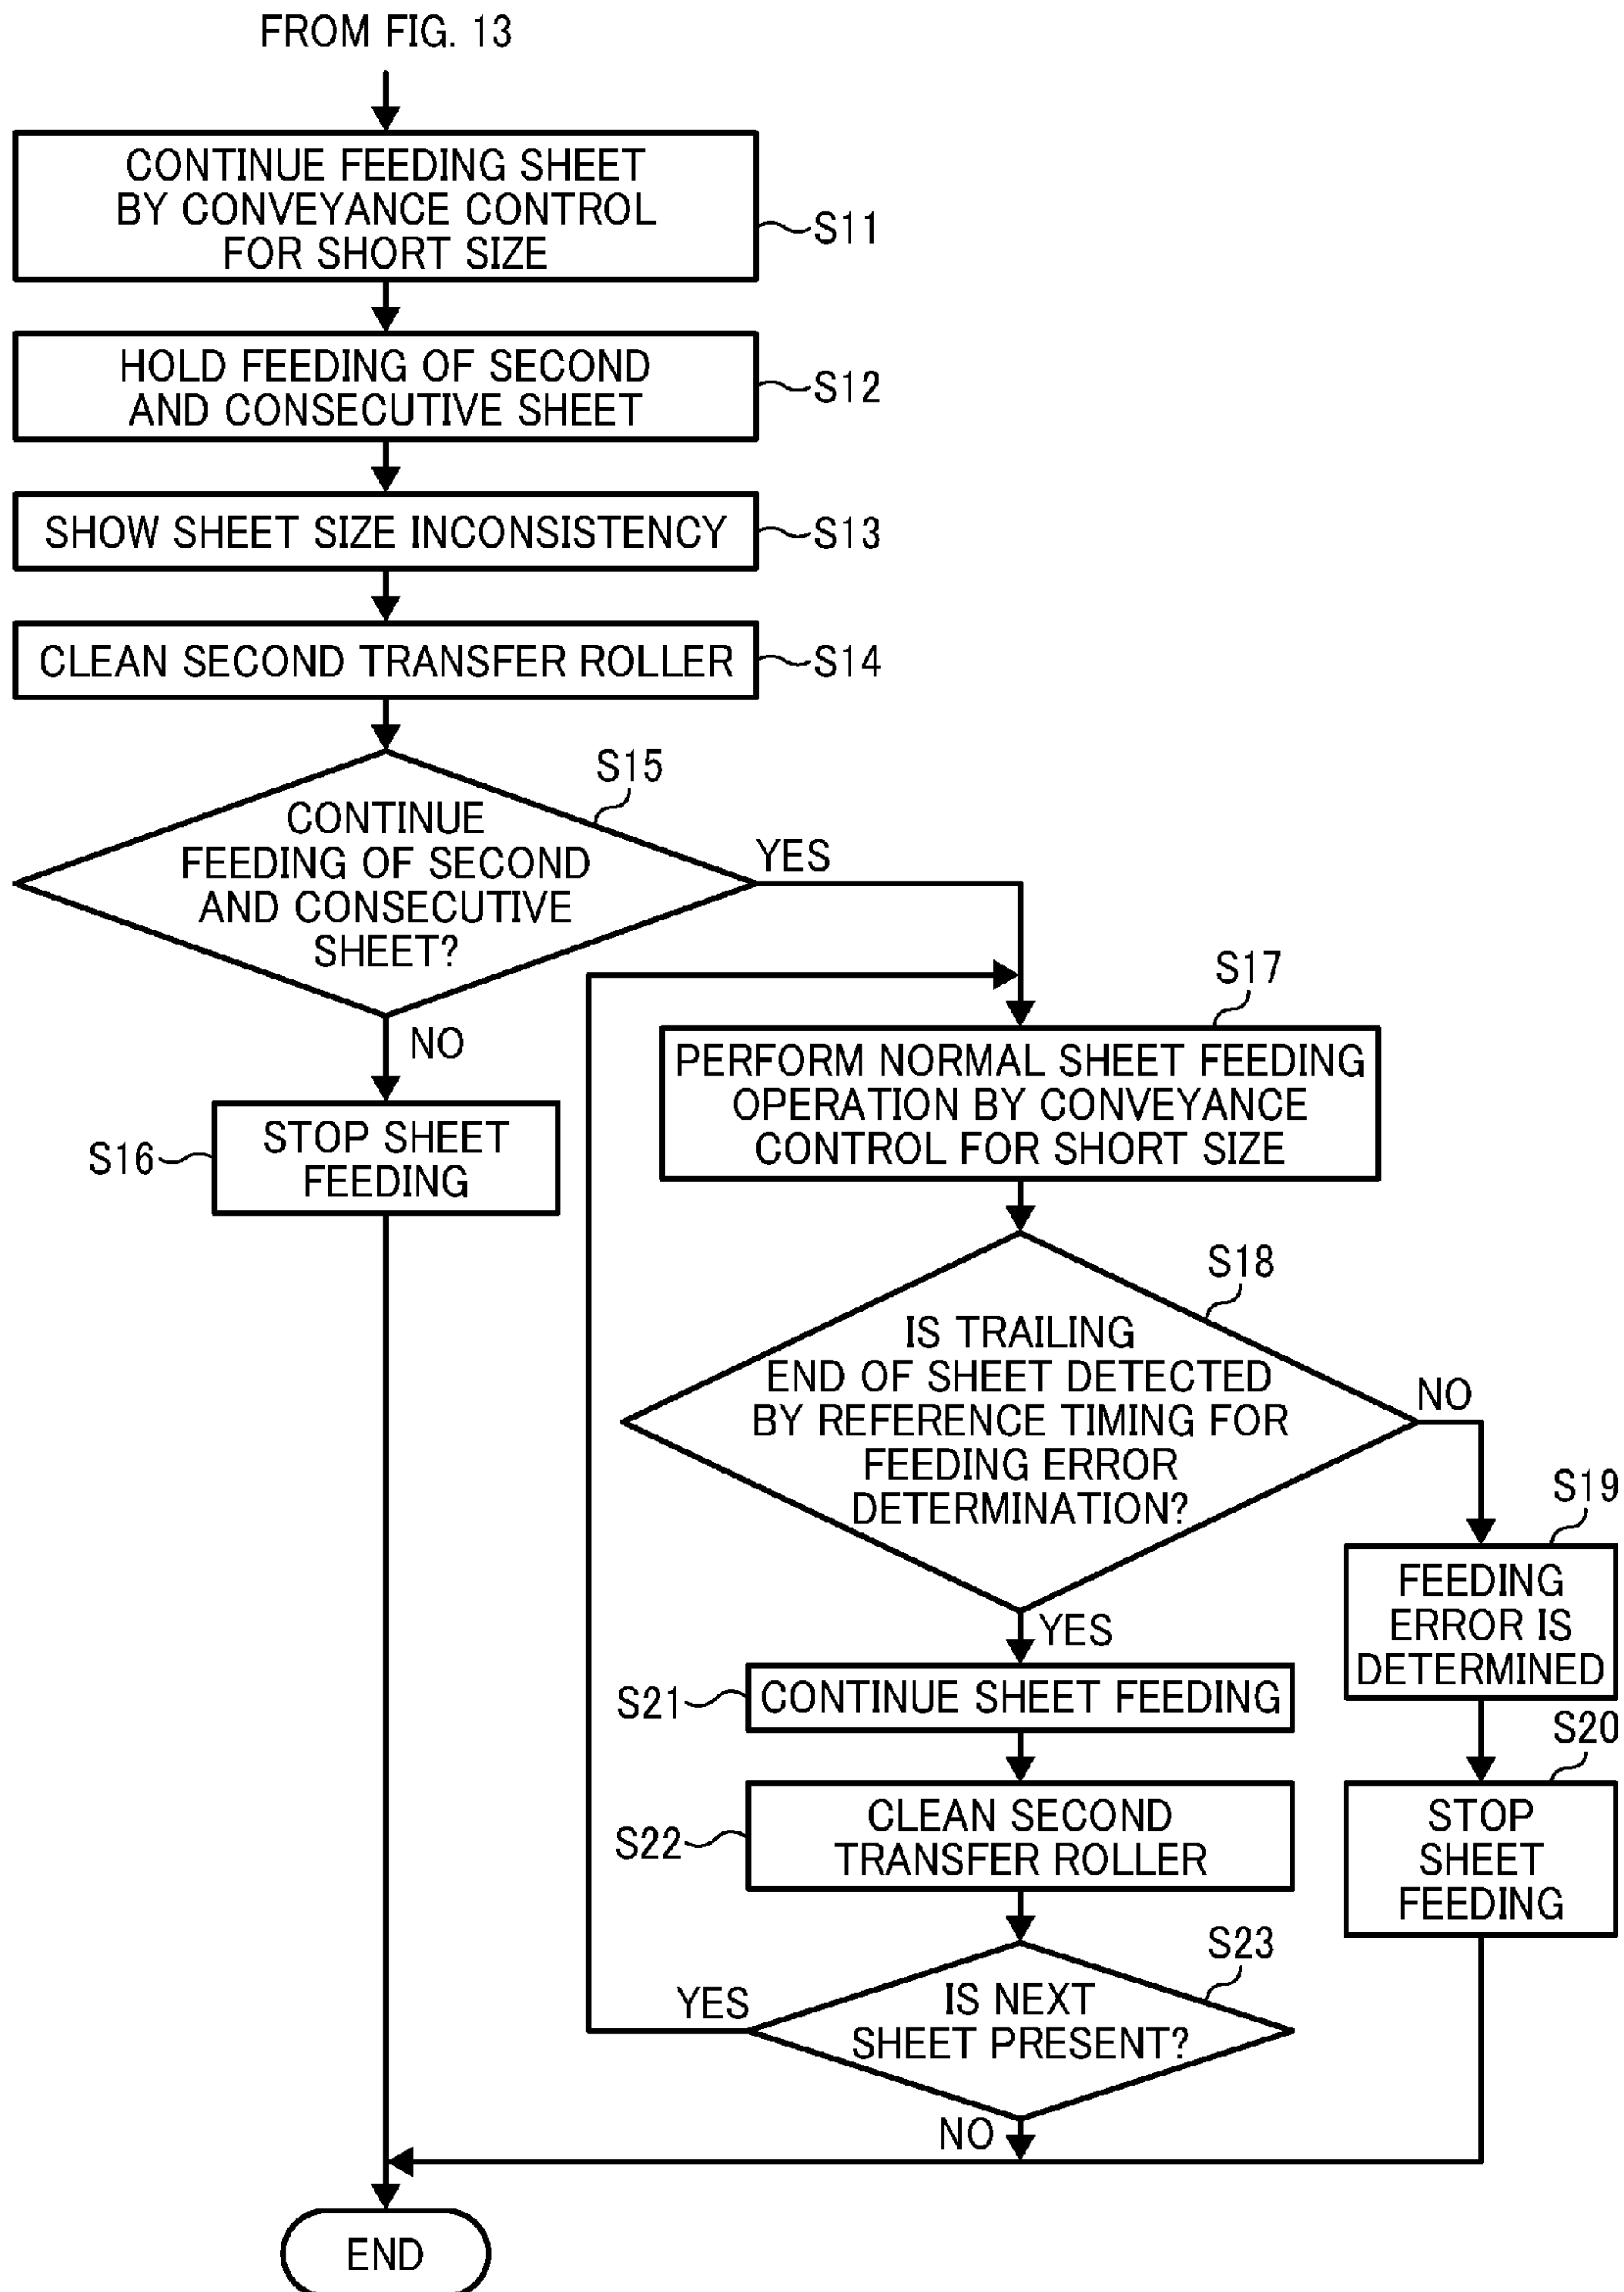 FROM FIG. 13
CONTINUE FEEDING SHEET
BY CONVEYANCE CONTROL
FOR SHORT SIZE
S11
HOLD FEEDING OF SECOND
AND CONSECUTIVE SHEET
S12
SHOW SHEET SIZE INCONSISTENCY
S13
CLEAN SECOND TRANSFER ROLLER
S14
S15
CONTINUE
FEEDING OF SECOND
AND CONSECUTIVE
SHEET?
YES
NO
S16
STOP SHEET
FEEDING
S17
PERFORM NORMAL SHEET FEEDING
OPERATION BY CONVEYANCE
CONTROL FOR SHORT SIZE
S18
IS TRAILING
END OF SHEET DETECTED
BY REFERENCE TIMING FOR
FEEDING ERROR
DETERMINATION?
NO
YES
S19
FEEDING
ERROR IS
DETERMINED
S20
STOP
SHEET
FEEDING
S21
CONTINUE SHEET FEEDING
S22
CLEAN SECOND
TRANSFER ROLLER
S23
IS NEXT
SHEET PRESENT?
YES
NO
END